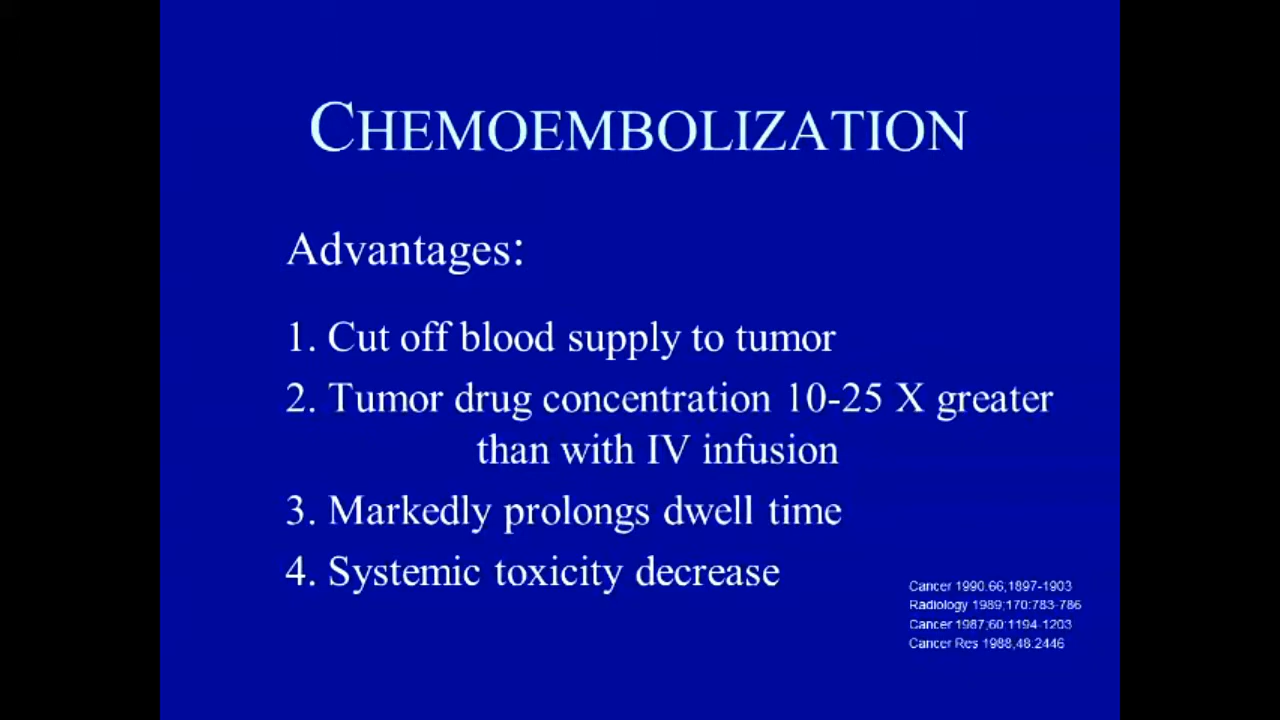 CHEMOEMBOLIZATION
Advantages:
1. Cut off blood supply to tumor
2. Tumor drug concentration 10-25 X greater
than with IV infusion
3. Markedly prolongs dwell time
4. Systemic toxicity decrease
Cancer 1990.66,1897-1903
Radiology 1989;170:783-786
Cancer 1987;60:1194-1203
Cancer Res 1988,48.2446